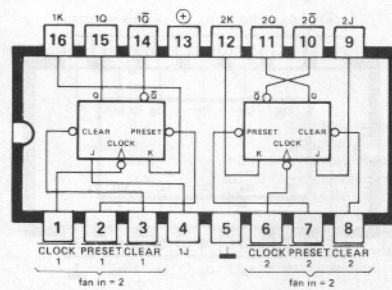 1K 1Q 1Q̅ ⊕ 2K 2Q 2Q̅ 2J
16 15 14 13 12 11 10 9
Q Q̅ Q̅ Q
CLEAR PRESET PRESET CLEAR
CLOCK CLOCK
J K K J
1 2 3 4 5 6 7 8
CLOCK PRESET CLEAR 1J CLOCK PRESET CLEAR
1 1 1 2 2 2
fan in = 2 fan in = 2